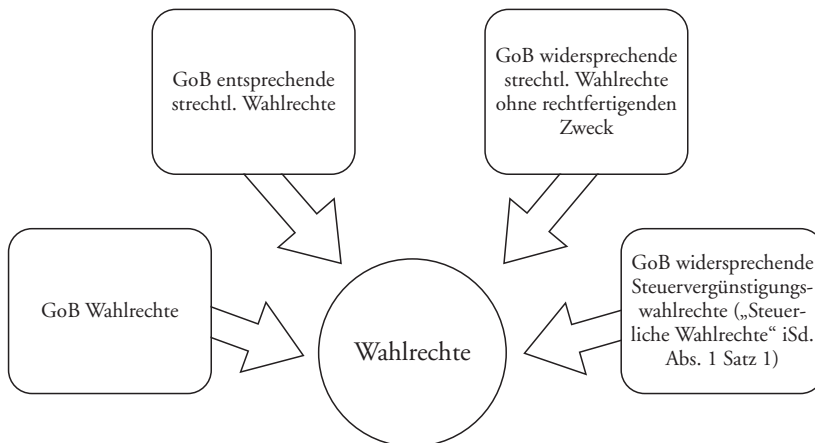 GoB entsprechende
strechtl. Wahlrechte
GoB widersprechende
strechtl. Wahlrechte
ohne rechtfertigenden
Zweck
GoB Wahlrechte
Wahlrechte
GoB widersprechende
Steuervergünstigungs-
wahlrechte („Steuer-
liche Wahlrechte“ iSd.
Abs. 1 Satz 1)